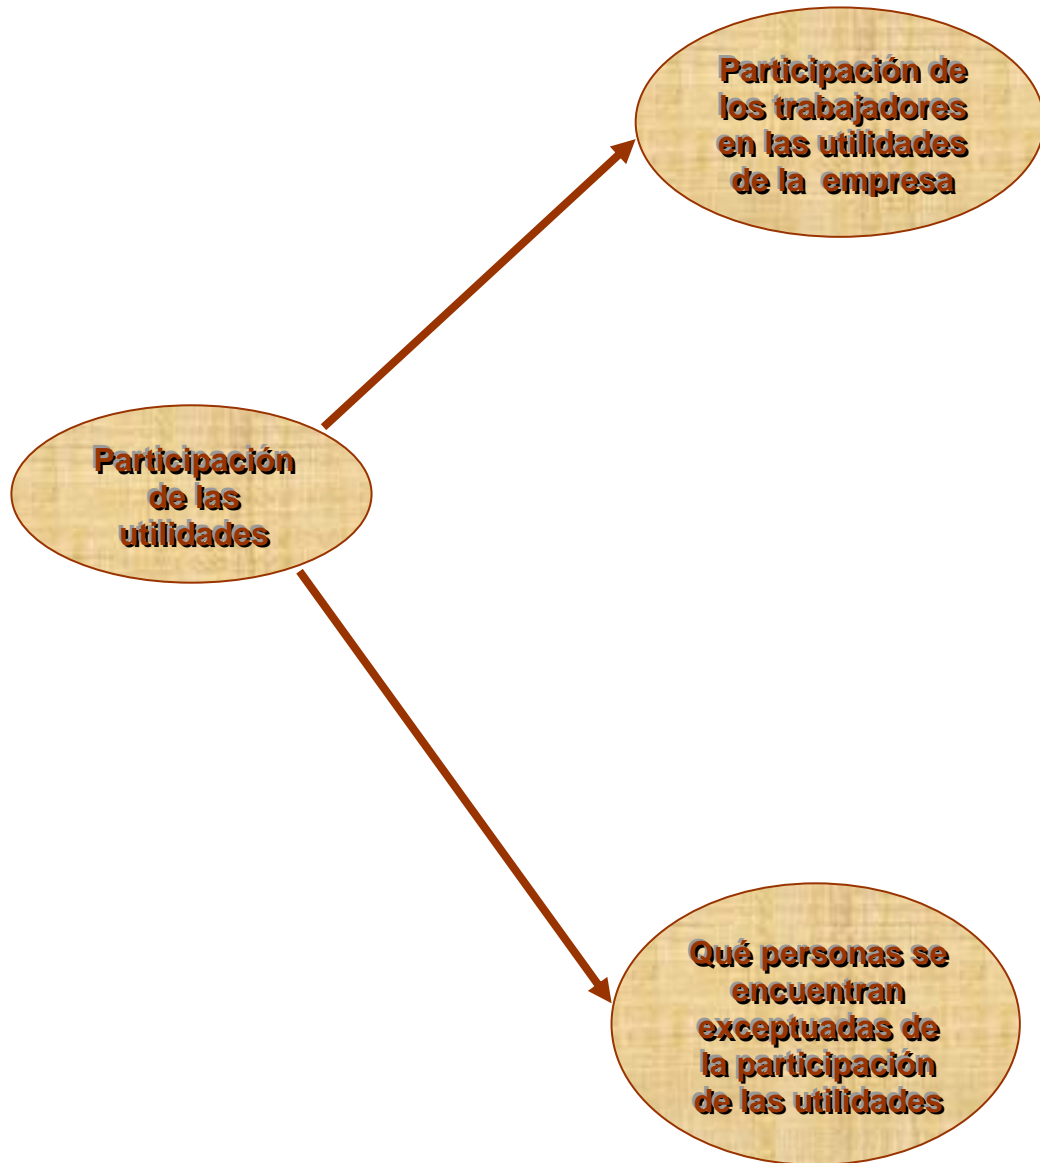 Participación de
los trabajadores
en las utilidades
de la empresa
Participación
de las
utilidades
Qué personas se
encuentran
exceptuadas de
la participación
de las utilidades